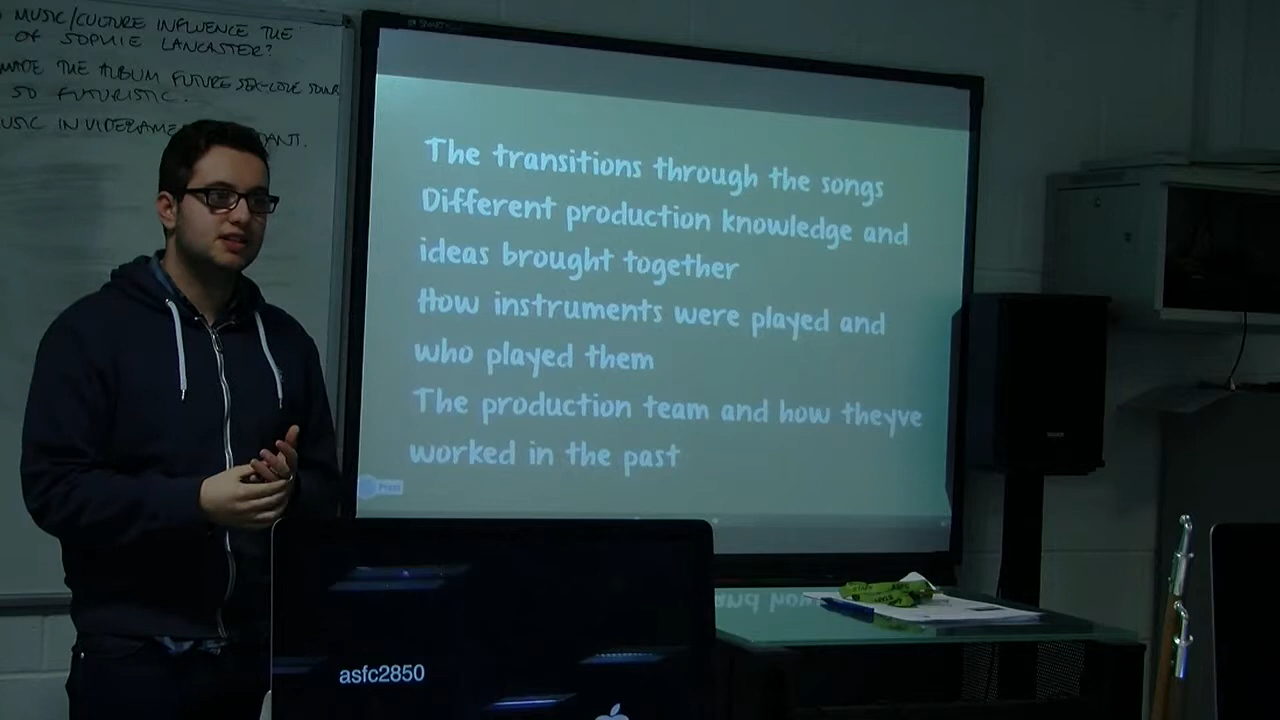 MUSIC/CULTURE INFLUENCE THE
OF SOPHIE LANCASTER?
MADE THE ALBUM FUTURE SEX-LOVE
SO FUTURISTIC.
MUSIC IN
The transitions through the songs
Different production knowledge and
ideas brought together
How instruments were played and
who played them
The production team and how theyve
worked in the past
Prezi
asfc2850